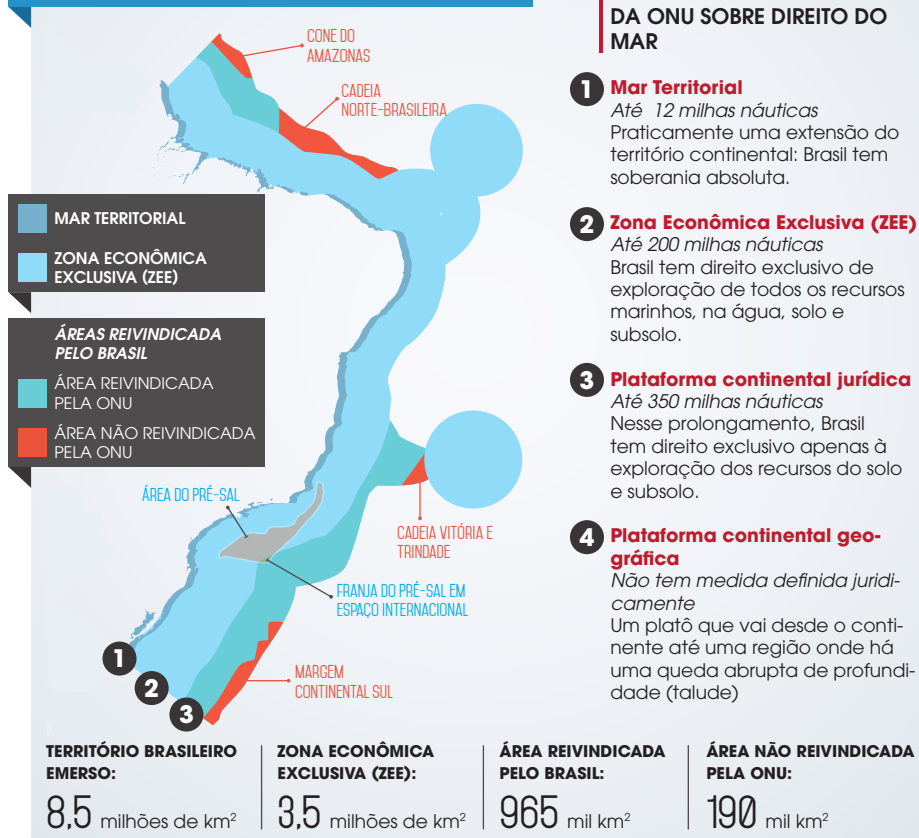 CONE DO
AMAZONAS
CADEIA
NORTE-BRASILEIRA
MAR TERRITORIAL
ZONA ECONÔMICA
EXCLUSIVA (ZEE)
ÁREAS REIVINDICADA
PELO BRASIL
ÁREA REIVINDICADA
PELA ONU
ÁREA NÃO REIVINDICADA
PELA ONU
ÁREA DO PRÉ-SAL
CADEIA VITÓRIA E
TRINDADE
FRANJA DO PRÉ-SAL EM
ESPAÇO INTERNACIONAL
MARGEM
CONTINENTAL SUL
1
2
3
DA ONU SOBRE DIREITO DO
MAR
1 Mar Territorial
Até 12 milhas náuticas
Praticamente uma extensão do
território continental: Brasil tem
soberania absoluta.
2 Zona Econômica Exclusiva (ZEE)
Até 200 milhas náuticas
Brasil tem direito exclusivo de
exploração de todos os recursos
marinhos, na água, solo e
subsolo.
3 Plataforma continental jurídica
Até 350 milhas náuticas
Nesse prolongamento, Brasil
tem direito exclusivo apenas à
exploração dos recursos do solo
e subsolo.
4 Plataforma continental geo-
gráfica
Não tem medida definida juridi-
camente
Um platô que vai desde o conti-
nente até uma região onde há
uma queda abrupta de profundi-
dade (talude)
TERRITÓRIO BRASILEIRO
EMERSO:
8,5 milhões de km²
ZONA ECONÔMICA
EXCLUSIVA (ZEE):
3,5 milhões de km²
ÁREA REIVINDICADA
PELO BRASIL:
965 mil km²
ÁREA NÃO REIVINDICADA
PELA ONU:
190 mil km²